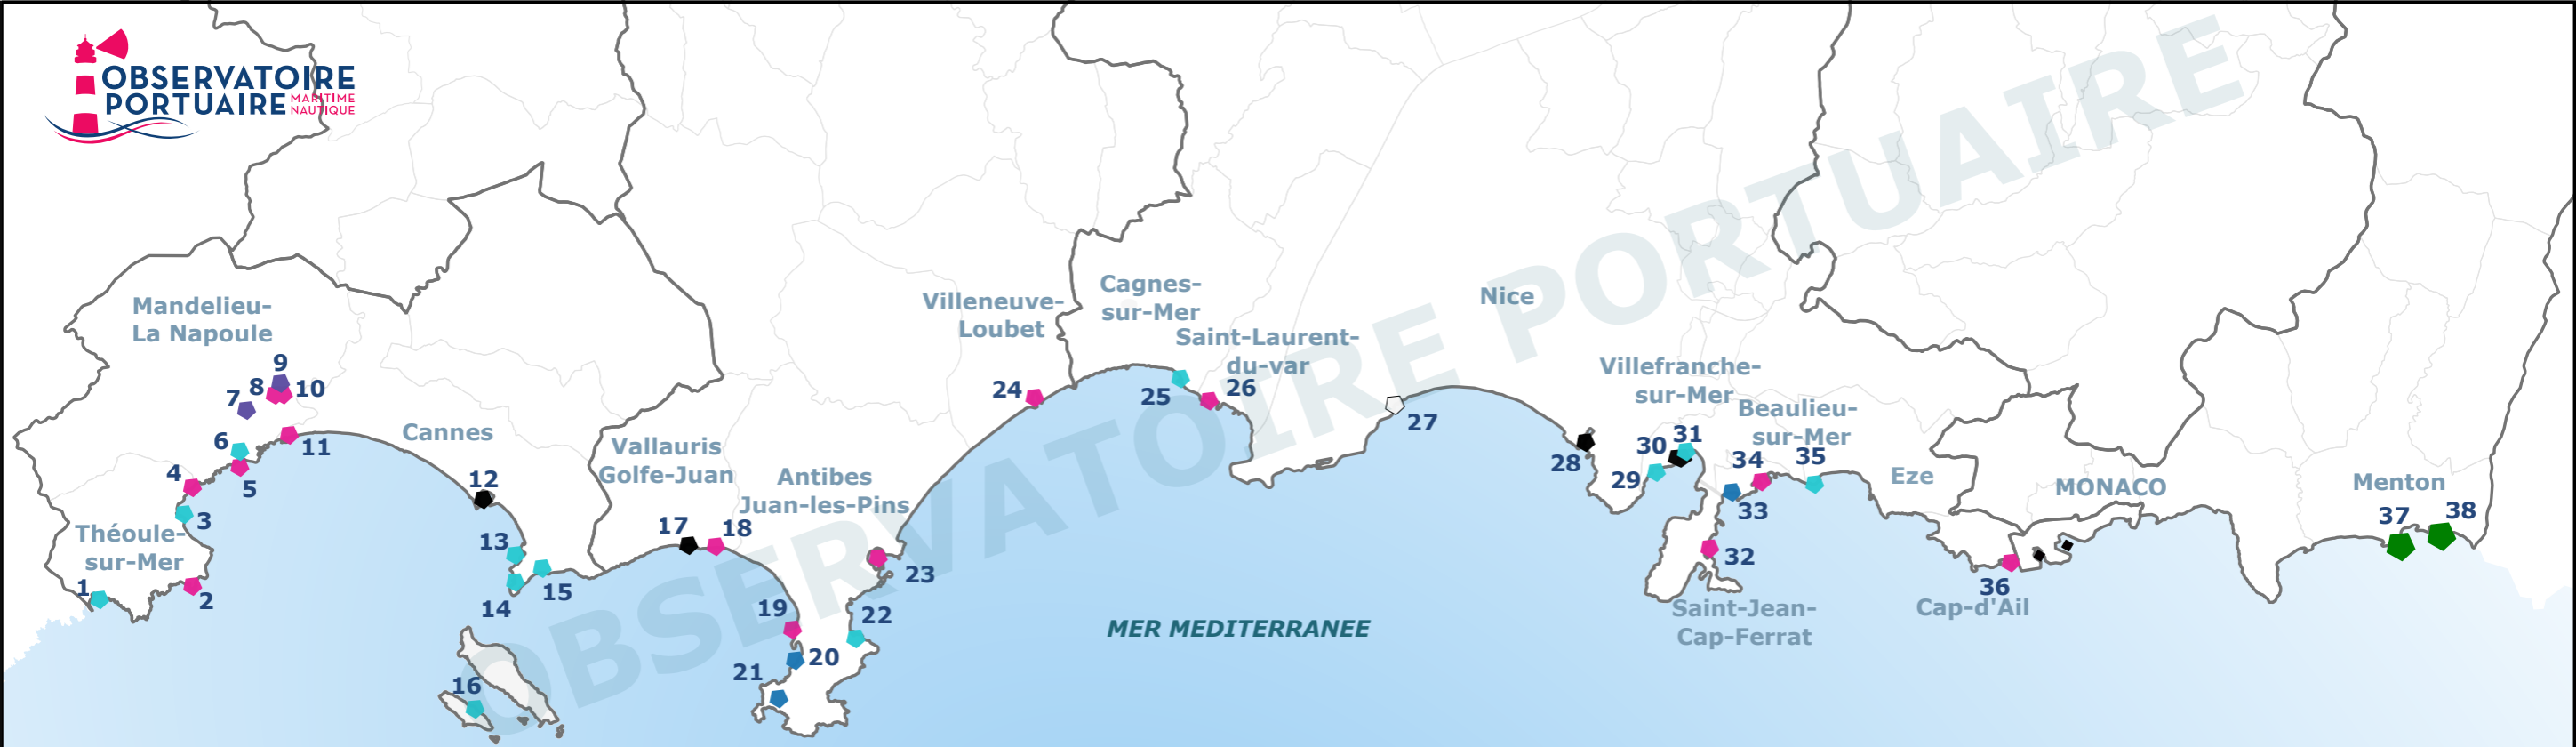 OBSERVATOIRE
PORTUAIRE MARITIME
NAUTIQUE
OBSERVATOIRE PORTUAIRE
Mandelieu-
La Napoule
9
8
10
7
6
11
4
5
3
Théoule-
sur-Mer
1
2
Cannes
12
13
14
15
16
Vallauris
Golfe-Juan
17
18
Antibes
Juan-les-Pins
19
20
21
22
23
Villeneuve-
Loubet
24
Cagnes-
sur-Mer
25
Saint-Laurent-
du-var
26
MER MEDITERRANEE
Nice
27
28
Villefranche-
sur-Mer
29
30
31
Beaulieu-
sur-Mer
32
33
34
35
Saint-Jean-
Cap-Ferrat
Eze
36
Cap-d'Ail
MONACO
Menton
37
38